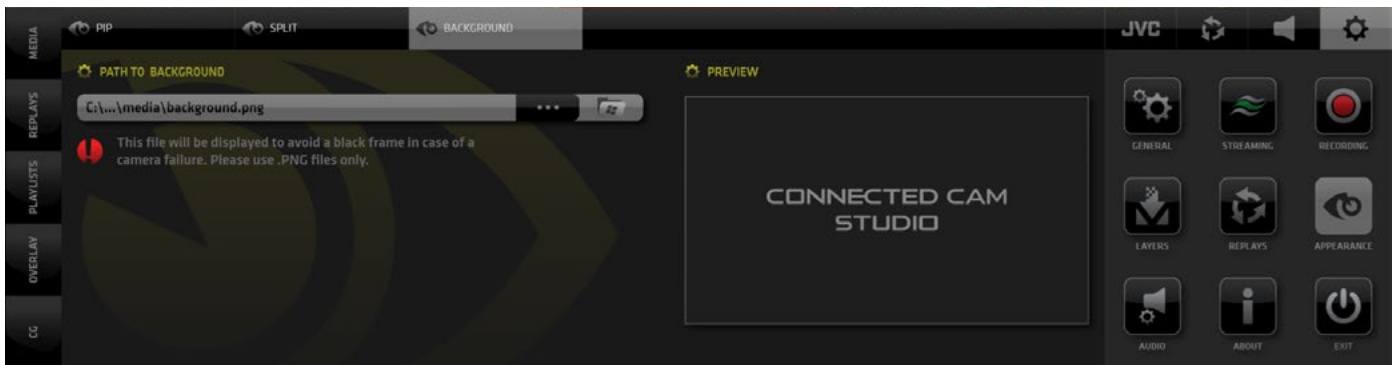 MEDIA
REPLAYS
PLAYLISTS
OVERLAY
CG
PIP
SPLIT
BACKGROUND
JVC
PATH TO BACKGROUND
C:\...\media\background.png
...
This file will be displayed to avoid a black frame in case of a
camera failure. Please use .PNG files only.
PREVIEW
CONNECTED CAM
STUDIO
GENERAL
STREAMING
RECORDING
LAYERS
REPLAYS
APPEARANCE
AUDIO
ABOUT
EXIT